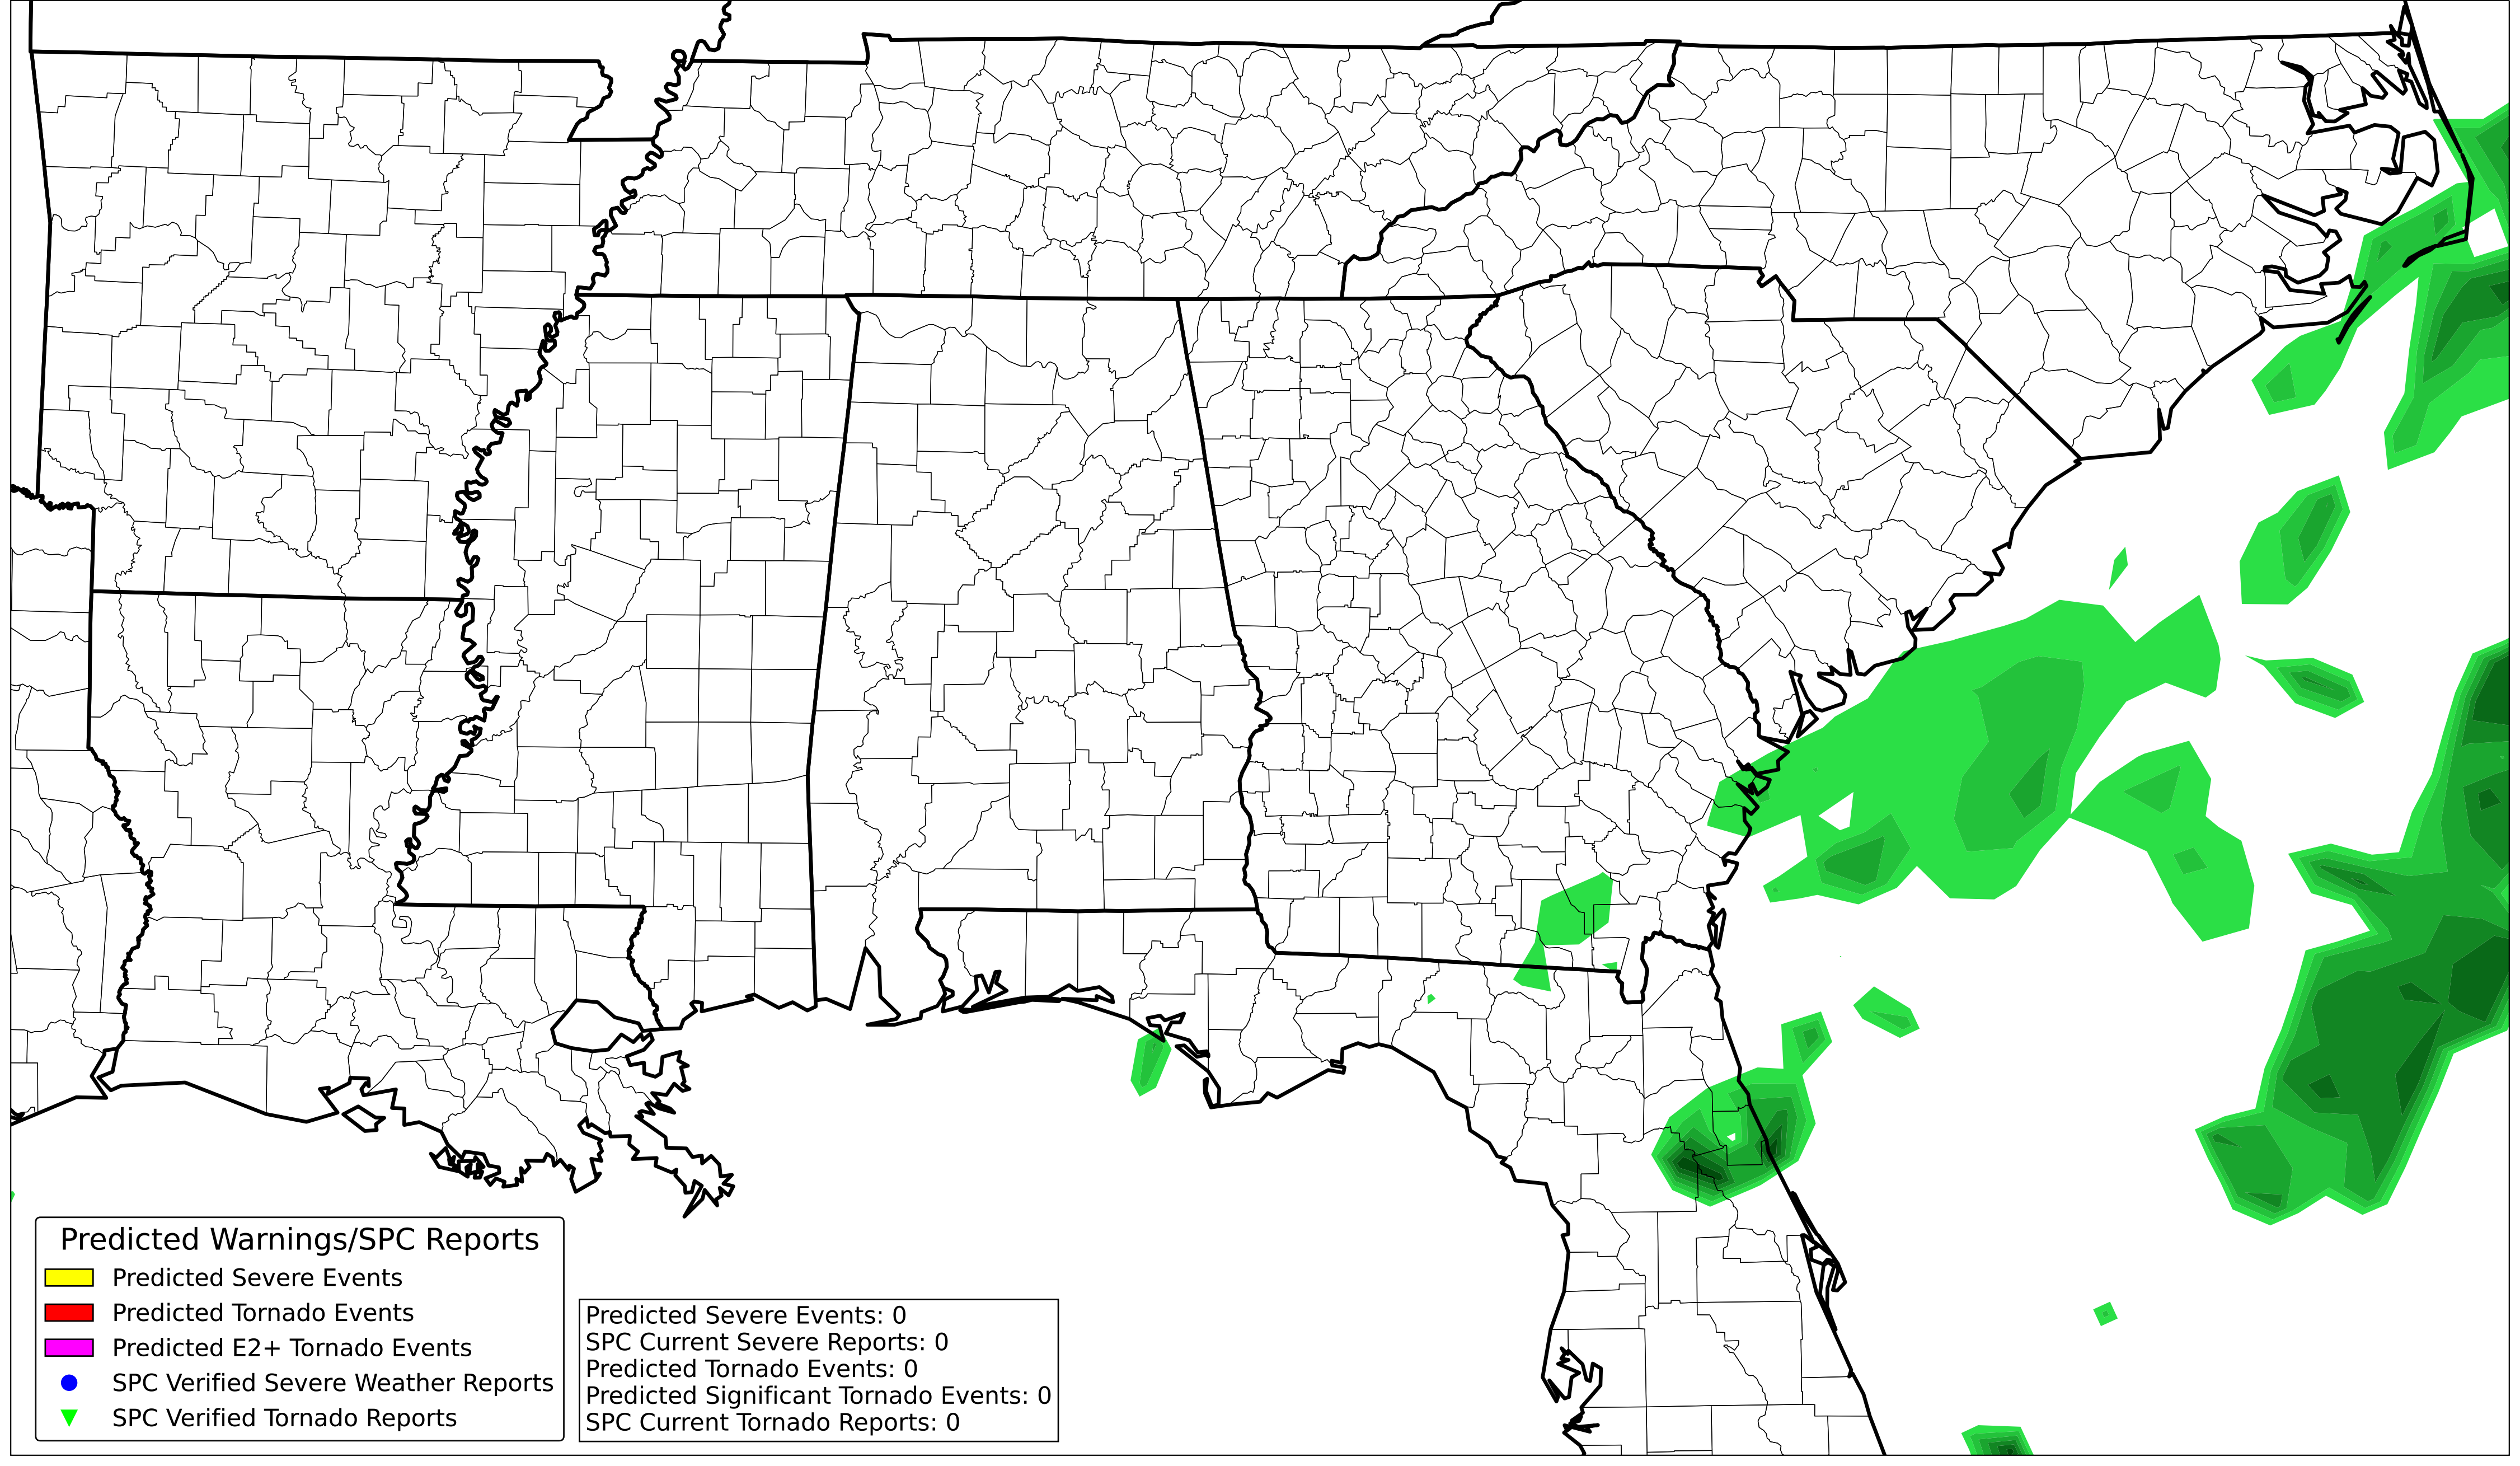 Predicted Warnings/SPC Reports
Predicted Severe Events
Predicted Tornado Events
Predicted E2+ Tornado Events
SPC Verified Severe Weather Reports
SPC Verified Tornado Reports
Predicted Severe Events: 0
SPC Current Severe Reports: 0
Predicted Tornado Events: 0
Predicted Significant Tornado Events: 0
SPC Current Tornado Reports: 0